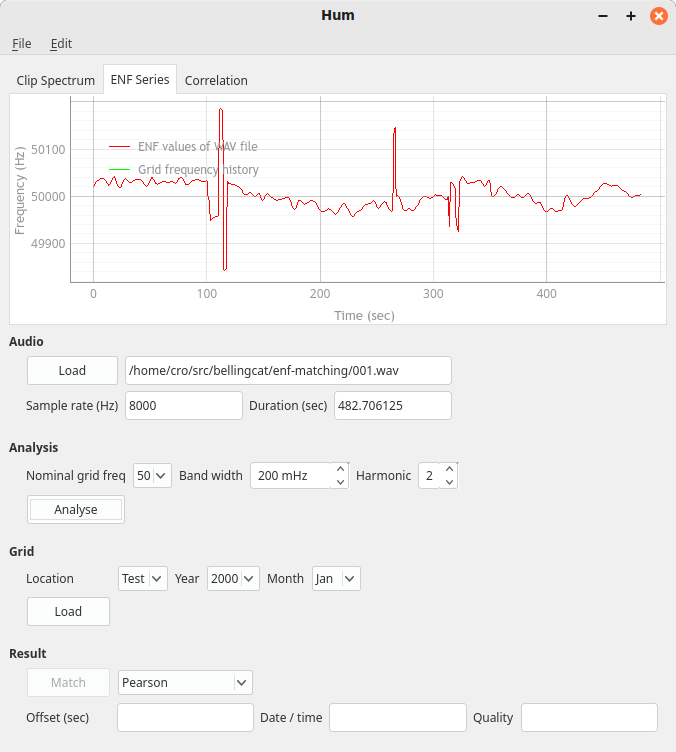 Hum
File Edit
Clip Spectrum ENF Series Correlation
Frequency (Hz)
50100
50000
49900
ENF values of WAV file
Grid frequency history
0 100 200 300 400
Time (sec)
Audio
Load /home/cro/src/bellingcat/enf-matching/001.wav
Sample rate (Hz) 8000 Duration (sec) 482.706125
Analysis
Nominal grid freq 50 Band width 200 mHz Harmonic 2
Analyse
Grid
Location Test Year 2000 Month Jan
Load
Result
Match Pearson
Offset (sec) Date / time Quality